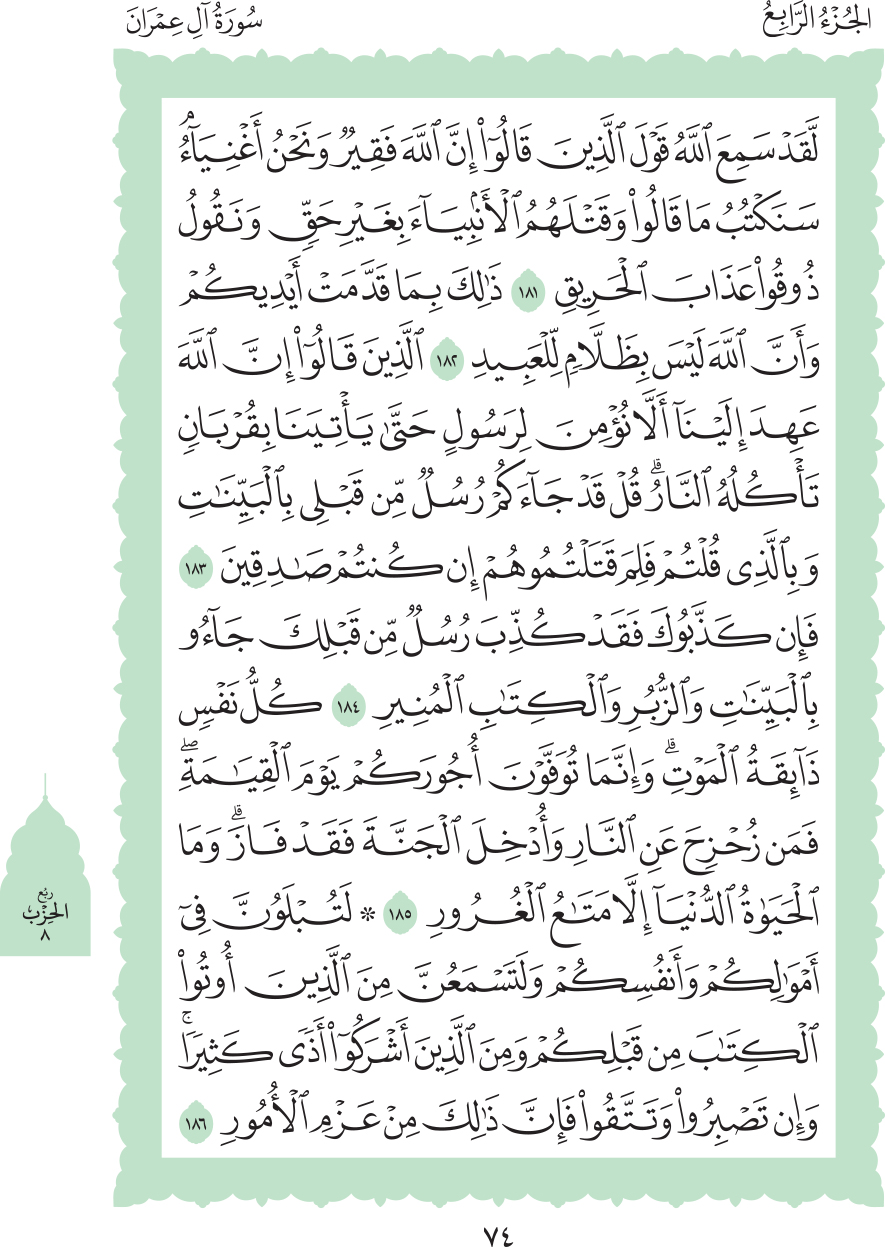 الجُزْءُ الرَّابِعُ
سُورَةُ آلِ عِمْرَانَ
لَّقَدْ سَمِعَ ٱللَّهُ قَوْلَ ٱلَّذِينَ قَالُوٓاْ إِنَّ ٱللَّهَ فَقِيرٌ وَنَحْنُ أَغْنِيَآءُۘ
سَنَكْتُبُ مَا قَالُواْ وَقَتْلَهُمُ ٱلْأَنۢبِيَآءَ بِغَيْرِ حَقٍّ وَنَقُولُ
ذُوقُواْ عَذَابَ ٱلْحَرِيقِ ١٨١ ذَٰلِكَ بِمَا قَدَّمَتْ أَيْدِيكُمْ
وَأَنَّ ٱللَّهَ لَيْسَ بِظَلَّامٍ لِّلْعَبِيدِ ١٨٢ ٱلَّذِينَ قَالُوٓاْ إِنَّ ٱللَّهَ
عَهِدَ إِلَيْنَآ أَلَّا نُؤْمِنَ لِرَسُولٍ حَتَّىٰ يَأْتِيَنَا بِقُرْبَانٍ
تَأْكُلُهُ ٱلنَّارُۗ قُلْ قَدْ جَآءَكُمْ رُسُلٌ مِّن قَبْلِى بِٱلْبَيِّنَٰتِ
وَبِٱلَّذِى قُلْتُمْ فَلِمَ قَتَلْتُمُوهُمْ إِن كُنتُمْ صَٰدِقِينَ ١٨٣
فَإِن كَذَّبُوكَ فَقَدْ كُذِّبَ رُسُلٌ مِّن قَبْلِكَ جَآءُو
بِٱلْبَيِّنَٰتِ وَٱلزُّبُرِ وَٱلْكِتَٰبِ ٱلْمُنِيرِ ١٨٤ كُلُّ نَفْسٍ
ذَآئِقَةُ ٱلْمَوْتِۗ وَإِنَّمَا تُوَفَّوْنَ أُجُورَكُمْ يَوْمَ ٱلْقِيَٰمَةِۖ
فَمَن زُحْزِحَ عَنِ ٱلنَّارِ وَأُدْخِلَ ٱلْجَنَّةَ فَقَدْ فَازَۗ وَمَا
ٱلْحَيَوٰةُ ٱلدُّنْيَآ إِلَّا مَتَٰعُ ٱلْغُرُورِ ١٨٥ ۞ لَتُبْلَوُنَّ فِىٓ
أَمْوَٰلِكُمْ وَأَنفُسِكُمْ وَلَتَسْمَعُنَّ مِنَ ٱلَّذِينَ أُوتُواْ
ٱلْكِتَٰبَ مِن قَبْلِكُمْ وَمِنَ ٱلَّذِينَ أَشْرَكُوٓاْ أَذًى كَثِيرًاۚ
وَإِن تَصْبِرُواْ وَتَتَّقُواْ فَإِنَّ ذَٰلِكَ مِنْ عَزْمِ ٱلْأُمُورِ ١٨٦
رُبْع
الحِزْب
٨
٧٤